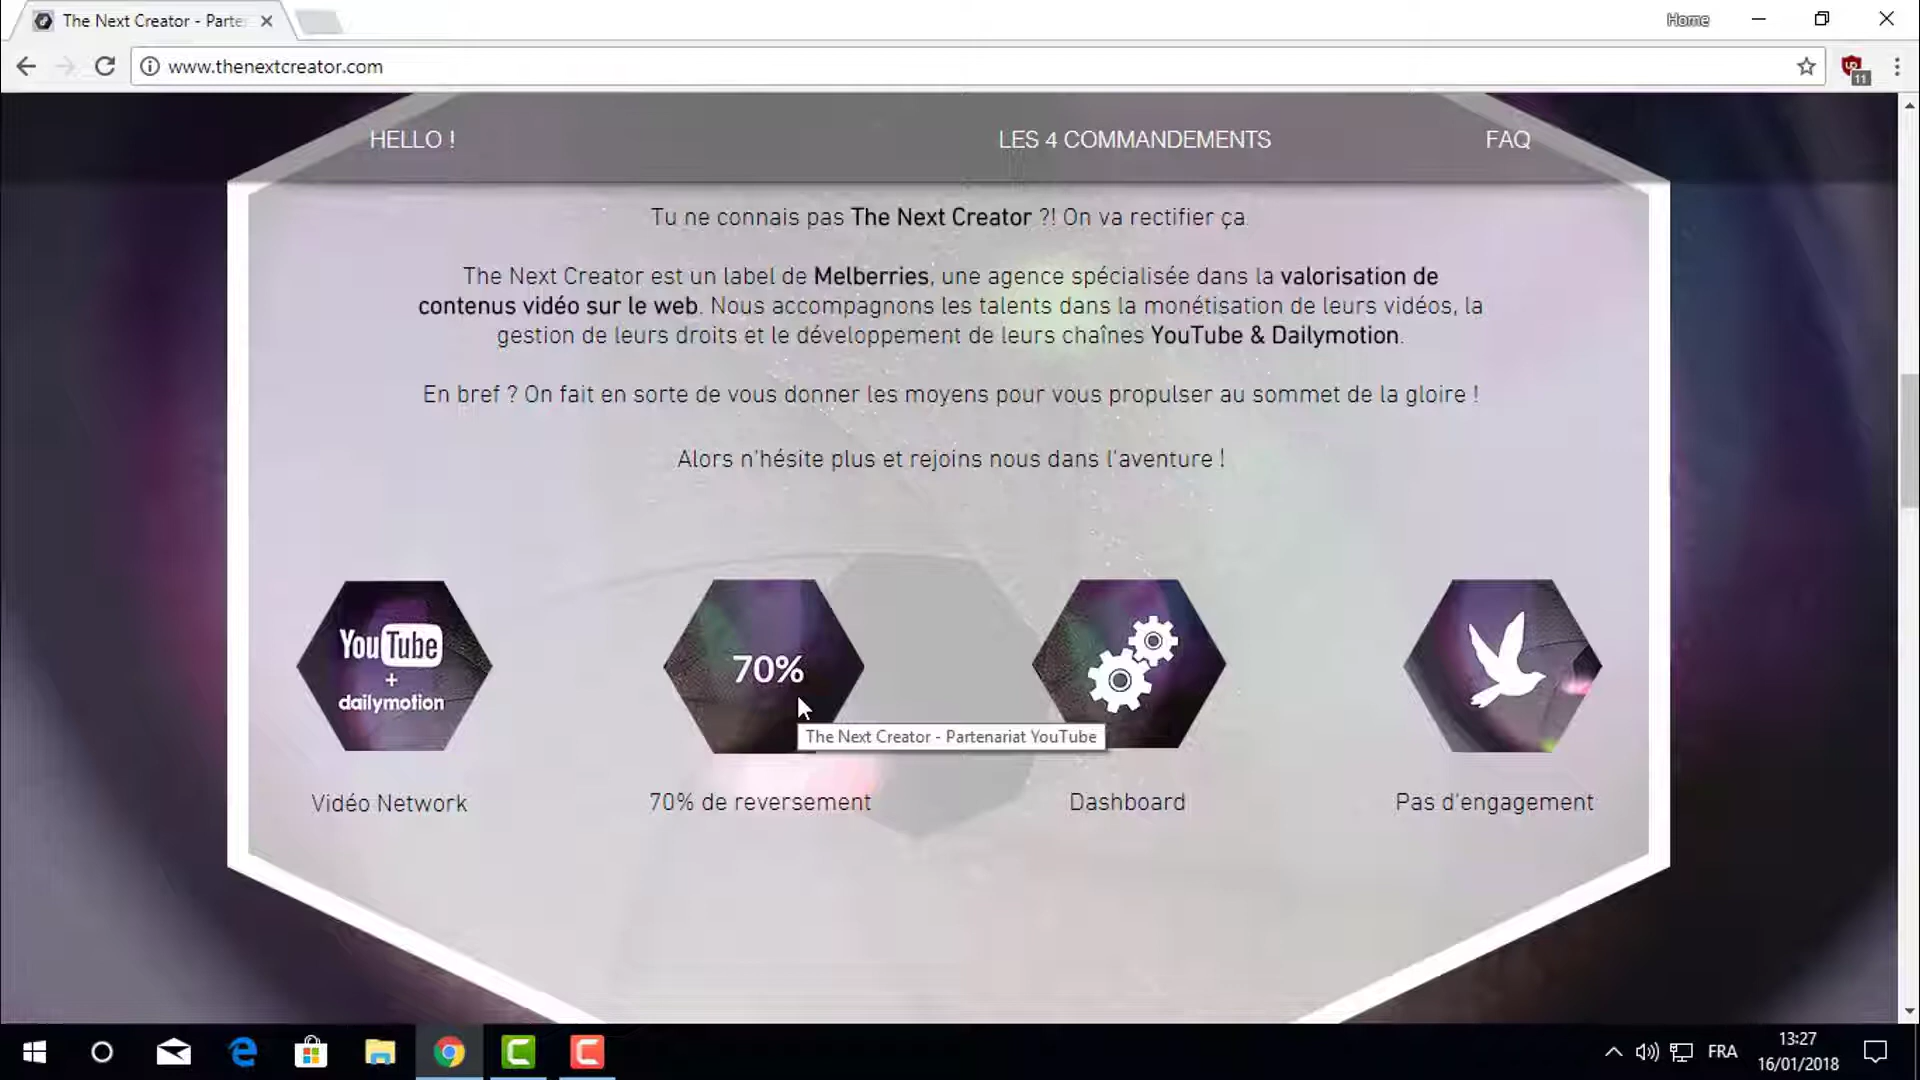 The Next Creator - Parte
Home
www.thenextcreator.com
11
HELLO !
LES 4 COMMANDEMENTS
FAQ
Tu ne connais pas The Next Creator ?! On va rectifier ça
The Next Creator est un label de Melberries, une agence spécialisée dans la valorisation de
contenus vidéo sur le web. Nous accompagnons les talents dans la monétisation de leurs vidéos, la
gestion de leurs droits et le développement de leurs chaînes YouTube & Dailymotion.
En bref ? On fait en sorte de vous donner les moyens pour vous propulser au sommet de la gloire !
Alors n'hésite plus et rejoins nous dans l'aventure !
YouTube
+
dailymotion
70%
The Next Creator - Partenariat YouTube
Vidéo Network
70% de reversement
Dashboard
Pas d'engagement
FRA
13:27
16/01/2018